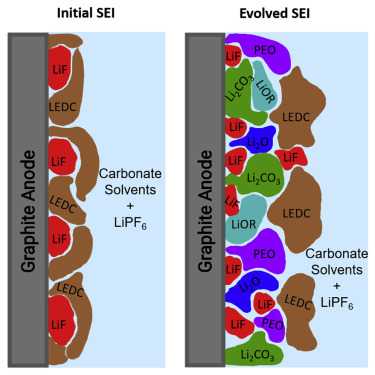 Initial SEI
Graphite Anode
LiF
LEDC
LiF
LEDC
LiF
LEDC
LiF
Carbonate
Solvents
+
LiPF6
Evolved SEI
Graphite Anode
PEO
LiF
Li2CO3
LiOR
LEDC
LiF
Li2O
LiF
LiF
Li2CO3
LiF
LiOR
LEDC
PEO
LiF
Li2O
LiF
LEDC
LiF
PEO
Li2CO3
Carbonate
Solvents
+
LiPF6